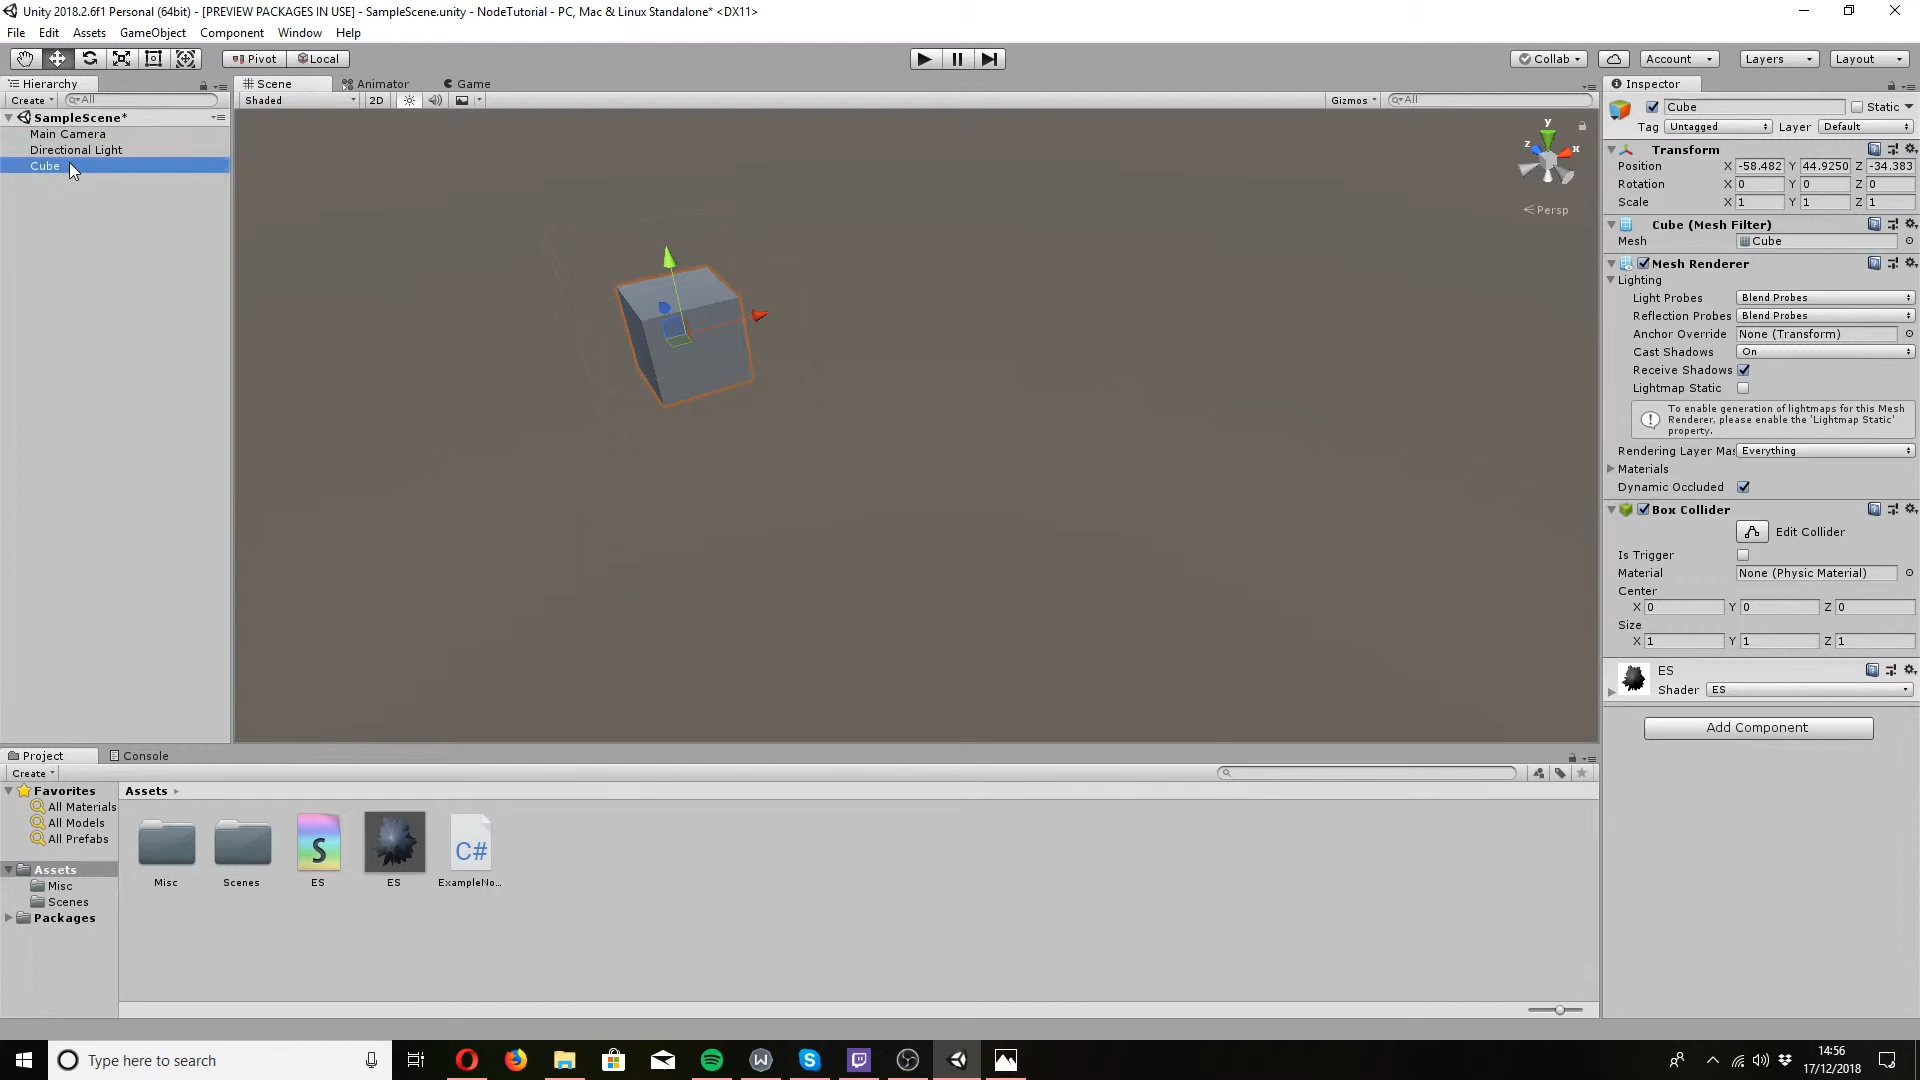 Unity 2018.2.6f1 Personal (64bit) - [PREVIEW PACKAGES IN USE] - SampleScene.unity - NodeTutorial - PC, Mac & Linux Standalone* <DX11>
File Edit Assets GameObject Component Window Help
Pivot Local Collab Account Layers Layout
Hierarchy Scene Animator Game Inspector
Create All Shaded 2D Gizmos All
SampleScene*
Main Camera
Directional Light
Cube
y
z x
Persp
Cube Static
Tag Untagged Layer Default
Transform
Position X -58.482 Y 44.9250 Z -34.383
Rotation X 0 Y 0 Z 0
Scale X 1 Y 1 Z 1
Cube (Mesh Filter)
Mesh Cube
Mesh Renderer
Lighting
Light Probes Blend Probes
Reflection Probes Blend Probes
Anchor Override None (Transform)
Cast Shadows On
Receive Shadows
Lightmap Static
To enable generation of lightmaps for this Mesh
Renderer, please enable the 'Lightmap Static'
property.
Rendering Layer Mas Everything
Materials
Dynamic Occluded
Box Collider
Edit Collider
Is Trigger
Material None (Physic Material)
Center
X 0 Y 0 Z 0
Size
X 1 Y 1 Z 1
ES
Shader ES
Add Component
Project Console
Create
Favorites
All Materials
All Models
All Prefabs
Assets
Misc
Scenes
Packages
Assets
S C#
Misc Scenes ES ES ExampleNo...
Type here to search
14:56
17/12/2018